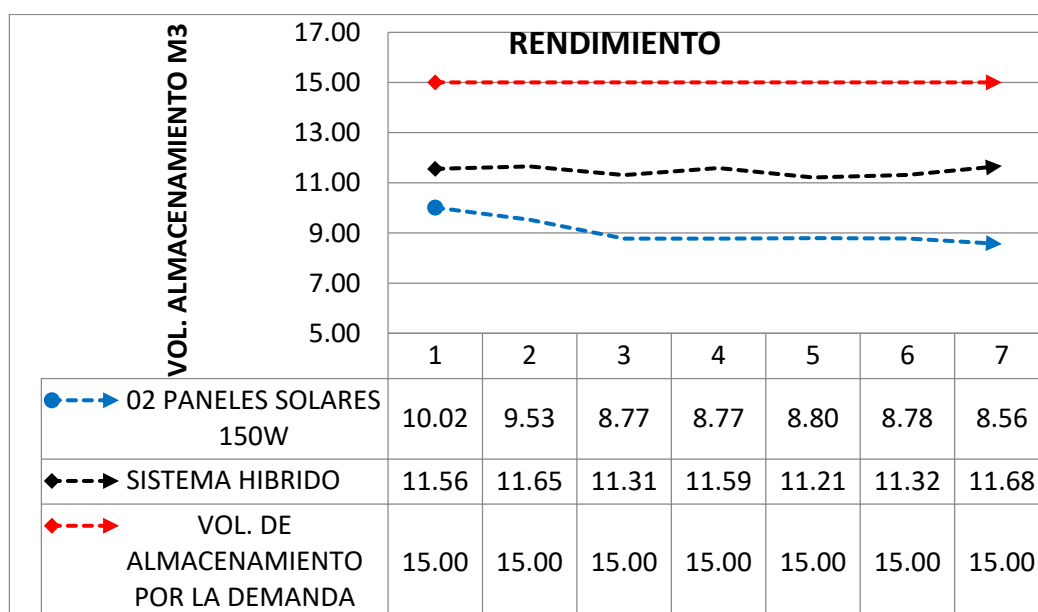 RENDIMIENTO
VOL. ALMACENAMIENTO M3
17.00
15.00
13.00
11.00
9.00
7.00
5.00
1 2 3 4 5 6 7
02 PANELES SOLARES
150W
10.02 9.53 8.77 8.77 8.80 8.78 8.56
SISTEMA HIBRIDO 11.56 11.65 11.31 11.59 11.21 11.32 11.68
VOL. DE
ALMACENAMIENTO
POR LA DEMANDA
15.00 15.00 15.00 15.00 15.00 15.00 15.00